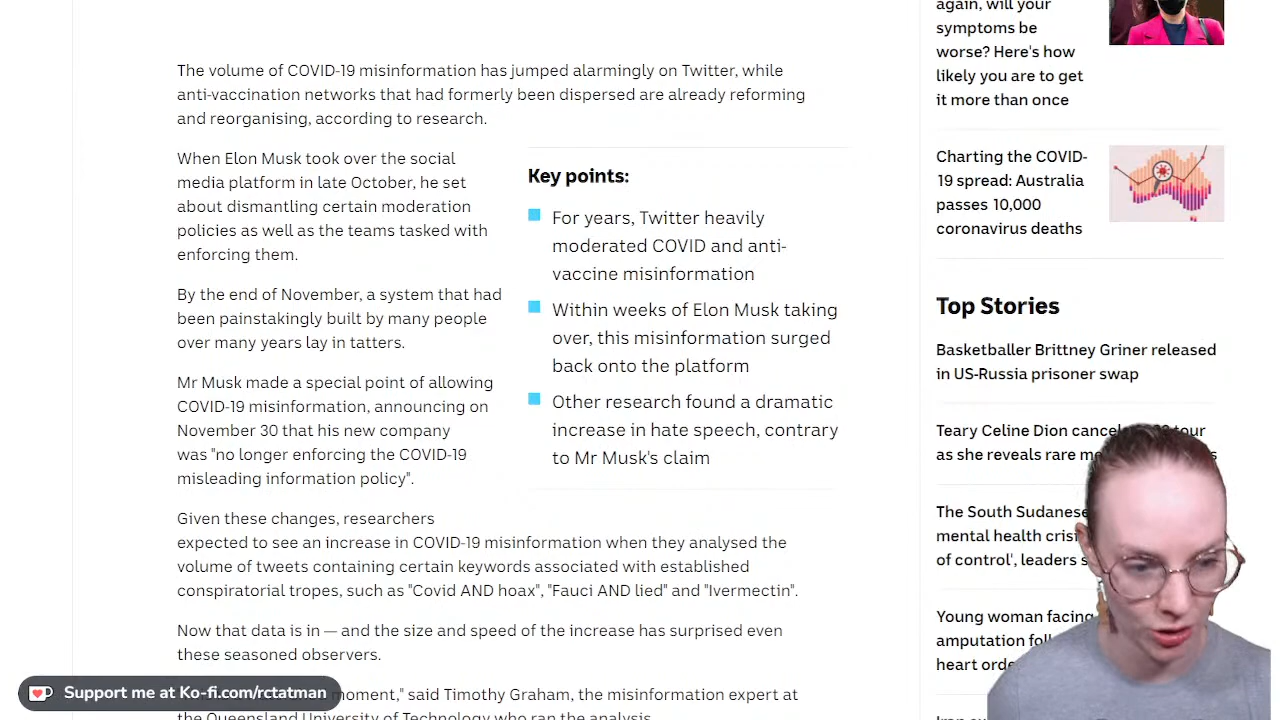 The volume of COVID-19 misinformation has jumped alarmingly on Twitter, while
anti-vaccination networks that had formerly been dispersed are already reforming
and reorganising, according to research.
When Elon Musk took over the social
media platform in late October, he set
about dismantling certain moderation
policies as well as the teams tasked with
enforcing them.
By the end of November, a system that had
been painstakingly built by many people
over many years lay in tatters.
Mr Musk made a special point of allowing
COVID-19 misinformation, announcing on
November 30 that his new company
was "no longer enforcing the COVID-19
misleading information policy".
Key points:
For years, Twitter heavily
moderated COVID and anti-
vaccine misinformation
Within weeks of Elon Musk taking
over, this misinformation surged
back onto the platform
Other research found a dramatic
increase in hate speech, contrary
to Mr Musk's claim
Given these changes, researchers
expected to see an increase in COVID-19 misinformation when they analysed the
volume of tweets containing certain keywords associated with established
conspiratorial tropes, such as "Covid AND hoax", "Fauci AND lied" and "Ivermectin".
Now that data is in — and the size and speed of the increase has surprised even
these seasoned observers.
moment," said Timothy Graham, the misinformation expert at
the Queensland University of Technology who ran the analysis.
Support me at Ko-fi.com/rctatman
again, will your
symptoms be
worse? Here's how
likely you are to get
it more than once
Charting the COVID-
19 spread: Australia
passes 10,000
coronavirus deaths
Top Stories
Basketballer Brittney Griner released
in US-Russia prisoner swap
Teary Celine Dion cancels tour
as she reveals rare
The South Sudanese
mental health
of control', leaders
Young woman facing
amputation
heart